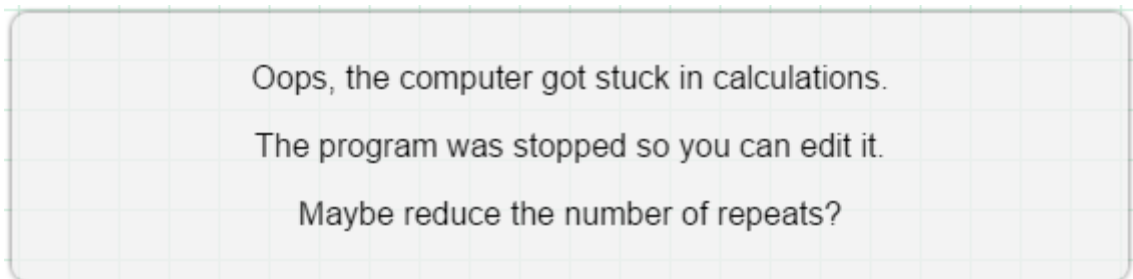 Oops, the computer got stuck in calculations.
The program was stopped so you can edit it.
Maybe reduce the number of repeats?